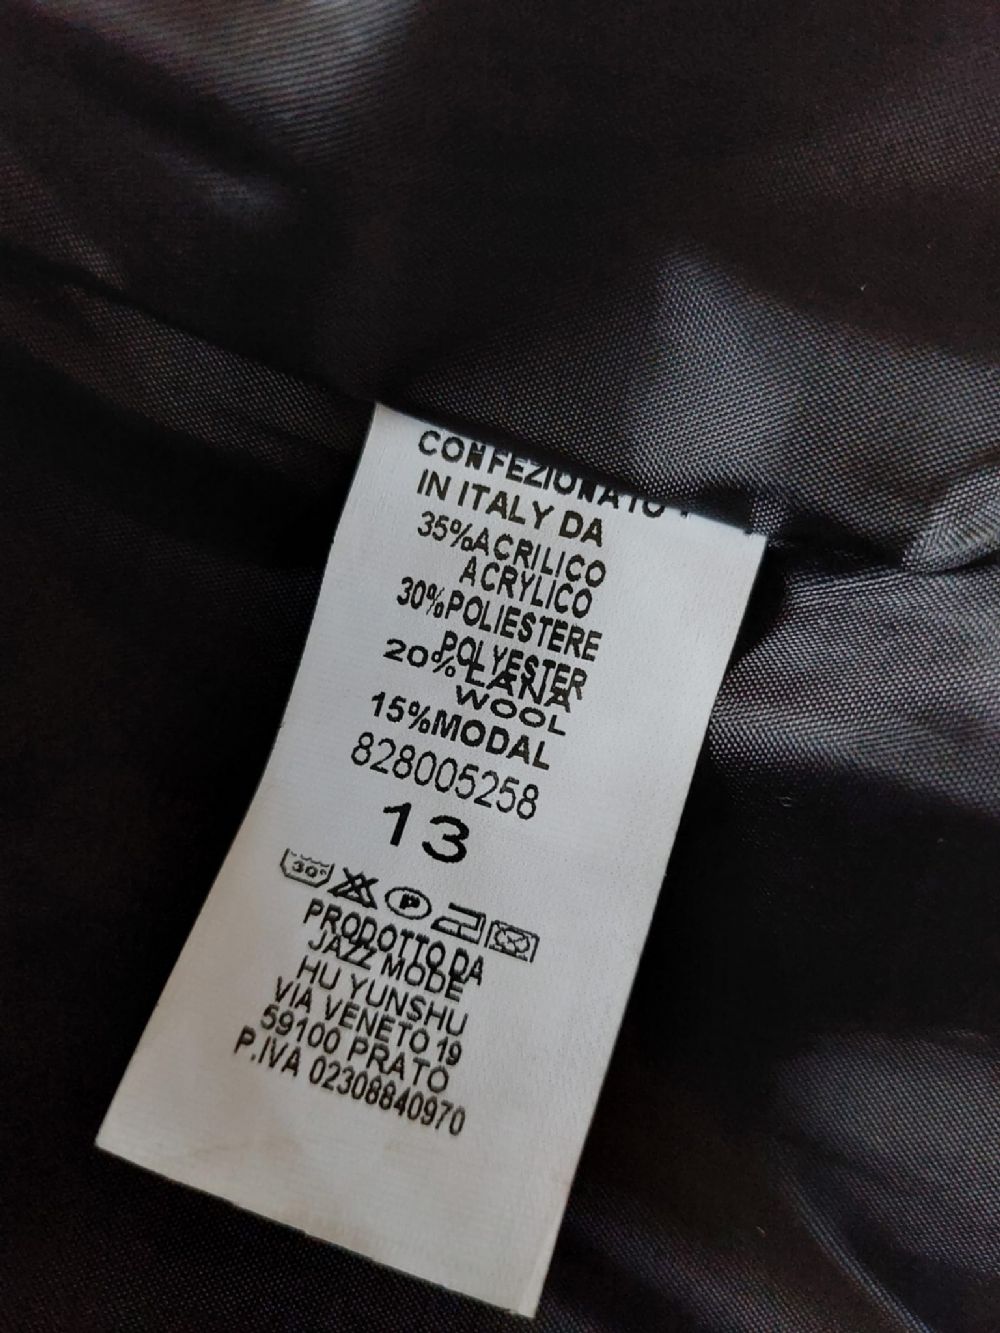 CONFEZIONATO
IN ITALY DA
35%ACRILICO
ACRYLICO
30%POLIESTERE
POLYESTER
20%LANA
WOOL
15%MODAL
828005258
13
30°
P
PRODOTTO DA
JAZZ MODE
HU YUNSHU
VIA VENETO 19
59100 PRATO
P.IVA 02308840970